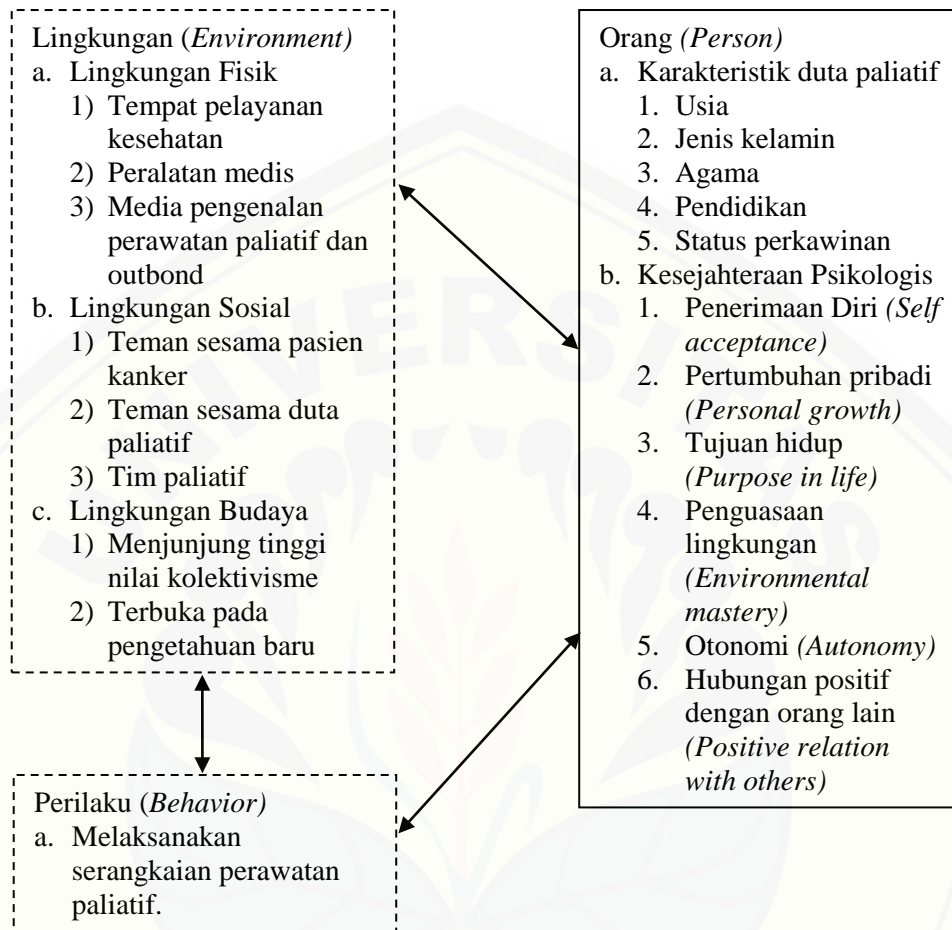 Lingkungan (Environment)
a. Lingkungan Fisik
1) Tempat pelayanan
kesehatan
2) Peralatan medis
3) Media pengenalan
perawatan paliatif dan
outbond
b. Lingkungan Sosial
1) Teman sesama pasien
kanker
2) Teman sesama duta
paliatif
3) Tim paliatif
c. Lingkungan Budaya
1) Menjunjung tinggi
nilai kolektivisme
2) Terbuka pada
pengetahuan baru
Perilaku (Behavior)
a. Melaksanakan
serangkaian perawatan
paliatif.
Orang (Person)
a. Karakteristik duta paliatif
1. Usia
2. Jenis kelamin
3. Agama
4. Pendidikan
5. Status perkawinan
b. Kesejahteraan Psikologis
1. Penerimaan Diri (Self
acceptance)
2. Pertumbuhan pribadi
(Personal growth)
3. Tujuan hidup
(Purpose in life)
4. Penguasaan
lingkungan
(Environmental
mastery)
5. Otonomi (Autonomy)
6. Hubungan positif
dengan orang lain
(Positive relation
with others)
UNIVERSITAS